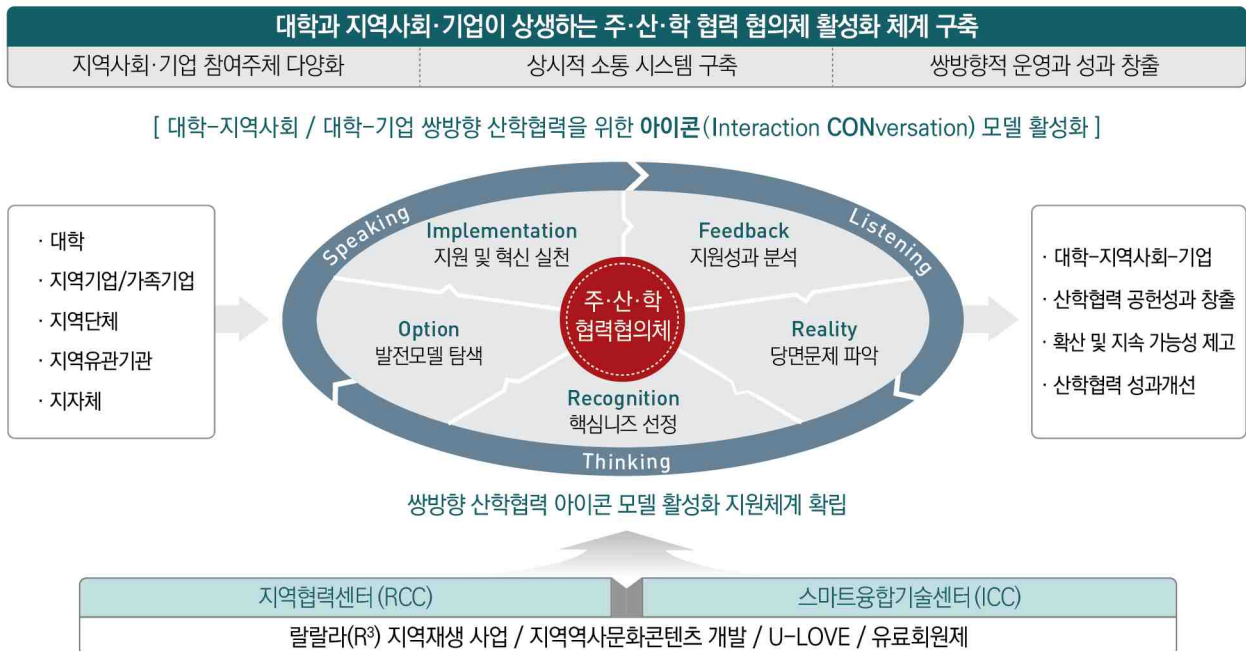 대학과 지역사회·기업이 상생하는 주·산·학 협력 협의체 활성화 체계 구축
지역사회·기업 참여주체 다양화
상시적 소통 시스템 구축
쌍방향적 운영과 성과 창출
[ 대학-지역사회 / 대학-기업 쌍방향 산학협력을 위한 아이콘(Interaction CONversation) 모델 활성화 ]
· 대학
· 지역기업/가족기업
· 지역단체
· 지역유관기관
· 지자체
Speaking
Listening
Thinking
Implementation
지원 및 혁신 실천
Feedback
지원성과 분석
Option
발전모델 탐색
주·산·학
협력협의체
Reality
당면문제 파악
Recognition
핵심니즈 선정
· 대학-지역사회-기업
· 산학협력 공헌성과 창출
· 확산 및 지속 가능성 제고
· 산학협력 성과개선
쌍방향 산학협력 아이콘 모델 활성화 지원체계 확립
지역협력센터(RCC)
스마트융합기술센터(ICC)
랄랄라(R³) 지역재생 사업 / 지역역사문화콘텐츠 개발 / U-LOVE / 유료회원제